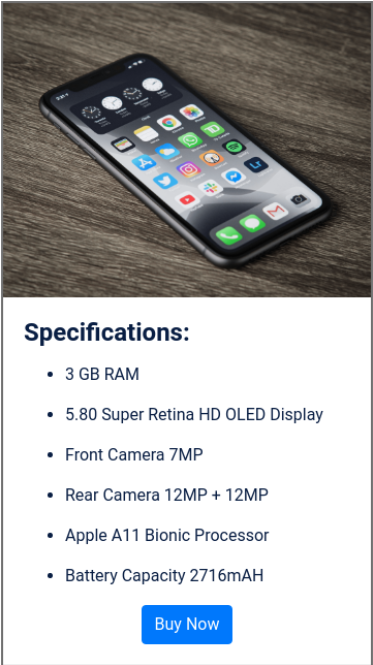 Specifications:
3 GB RAM
5.80 Super Retina HD OLED Display
Front Camera 7MP
Rear Camera 12MP + 12MP
Apple A11 Bionic Processor
Battery Capacity 2716mAH
Buy Now